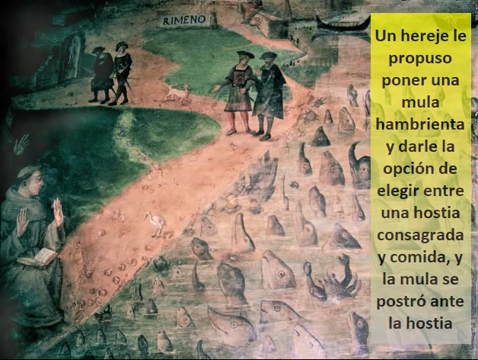 RIMENO
Un hereje le
propuso
poner una
mula
hambrienta
y darle la
opción de
elegir entre
una hostia
consagrada
y comida, y
la mula se
postró ante
la hostia